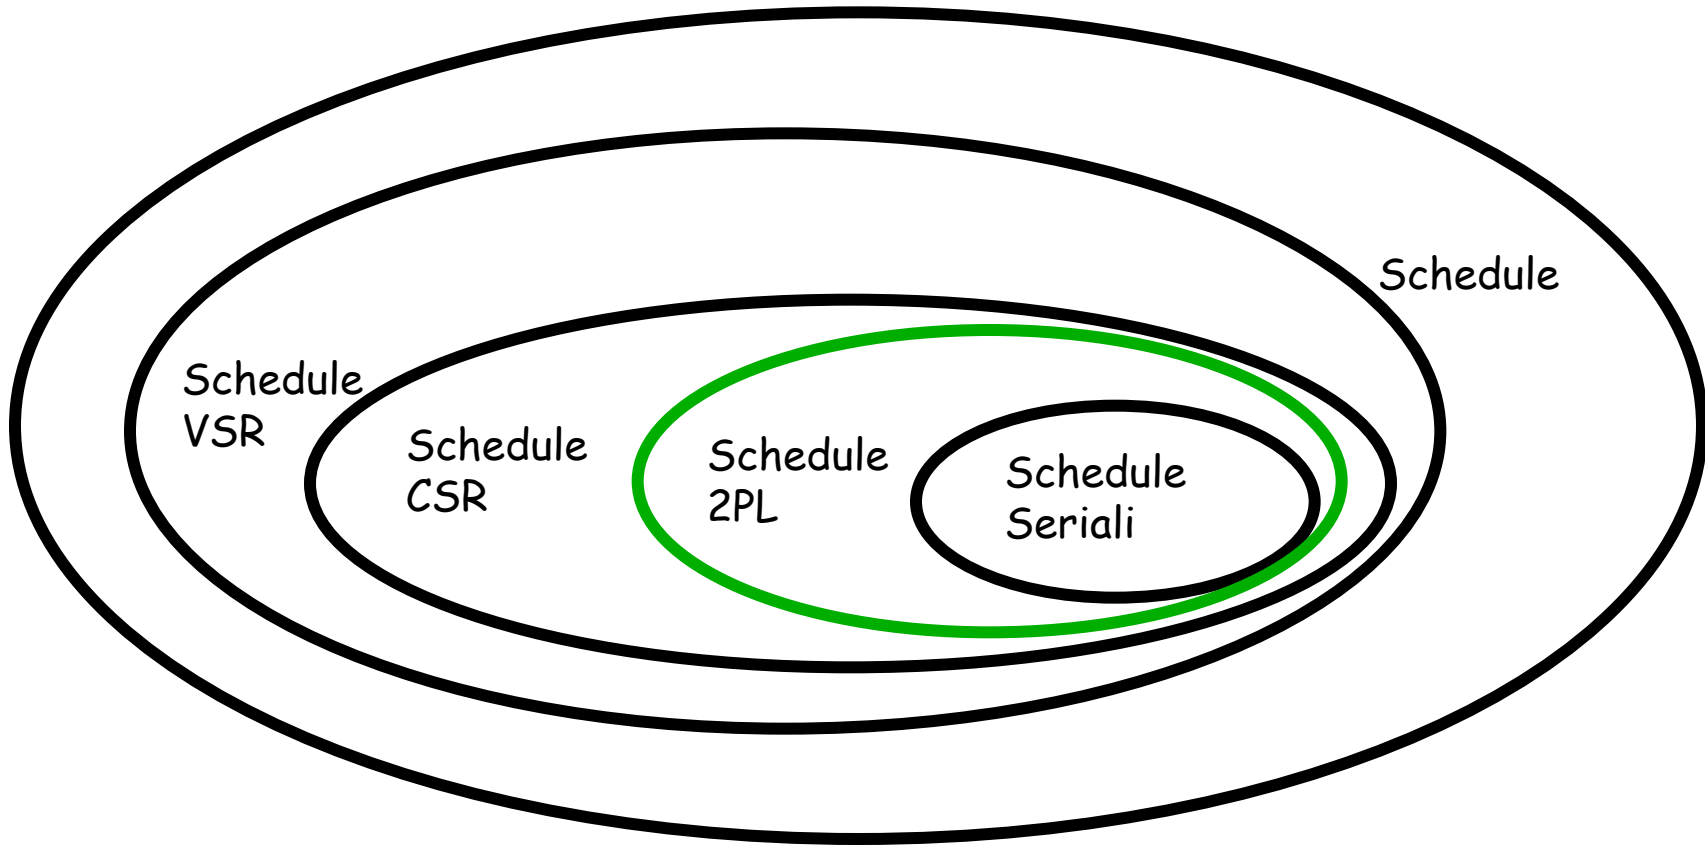 Schedule
Schedule
VSR
Schedule
CSR
Schedule
2PL
Schedule
Seriali